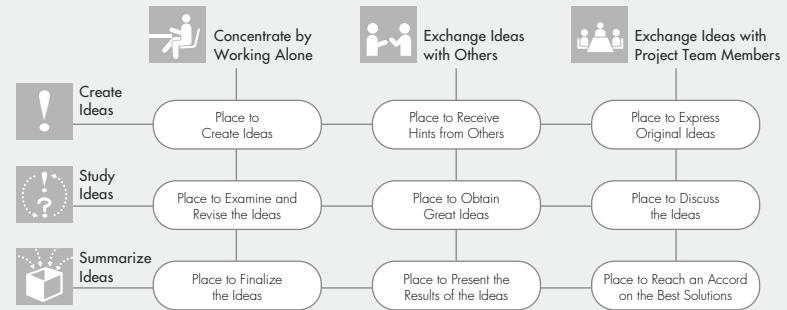 Concentrate by
Working Alone
Exchange Ideas
with Others
Exchange Ideas with
Project Team Members
Create
Ideas
Place to
Create Ideas
Place to Receive
Hints from Others
Place to Express
Original Ideas
Study
Ideas
Place to Examine and
Revise the Ideas
Place to Obtain
Great Ideas
Place to Discuss
the Ideas
Summarize
Ideas
Place to Finalize
the Ideas
Place to Present the
Results of the Ideas
Place to Reach an Accord
on the Best Solutions